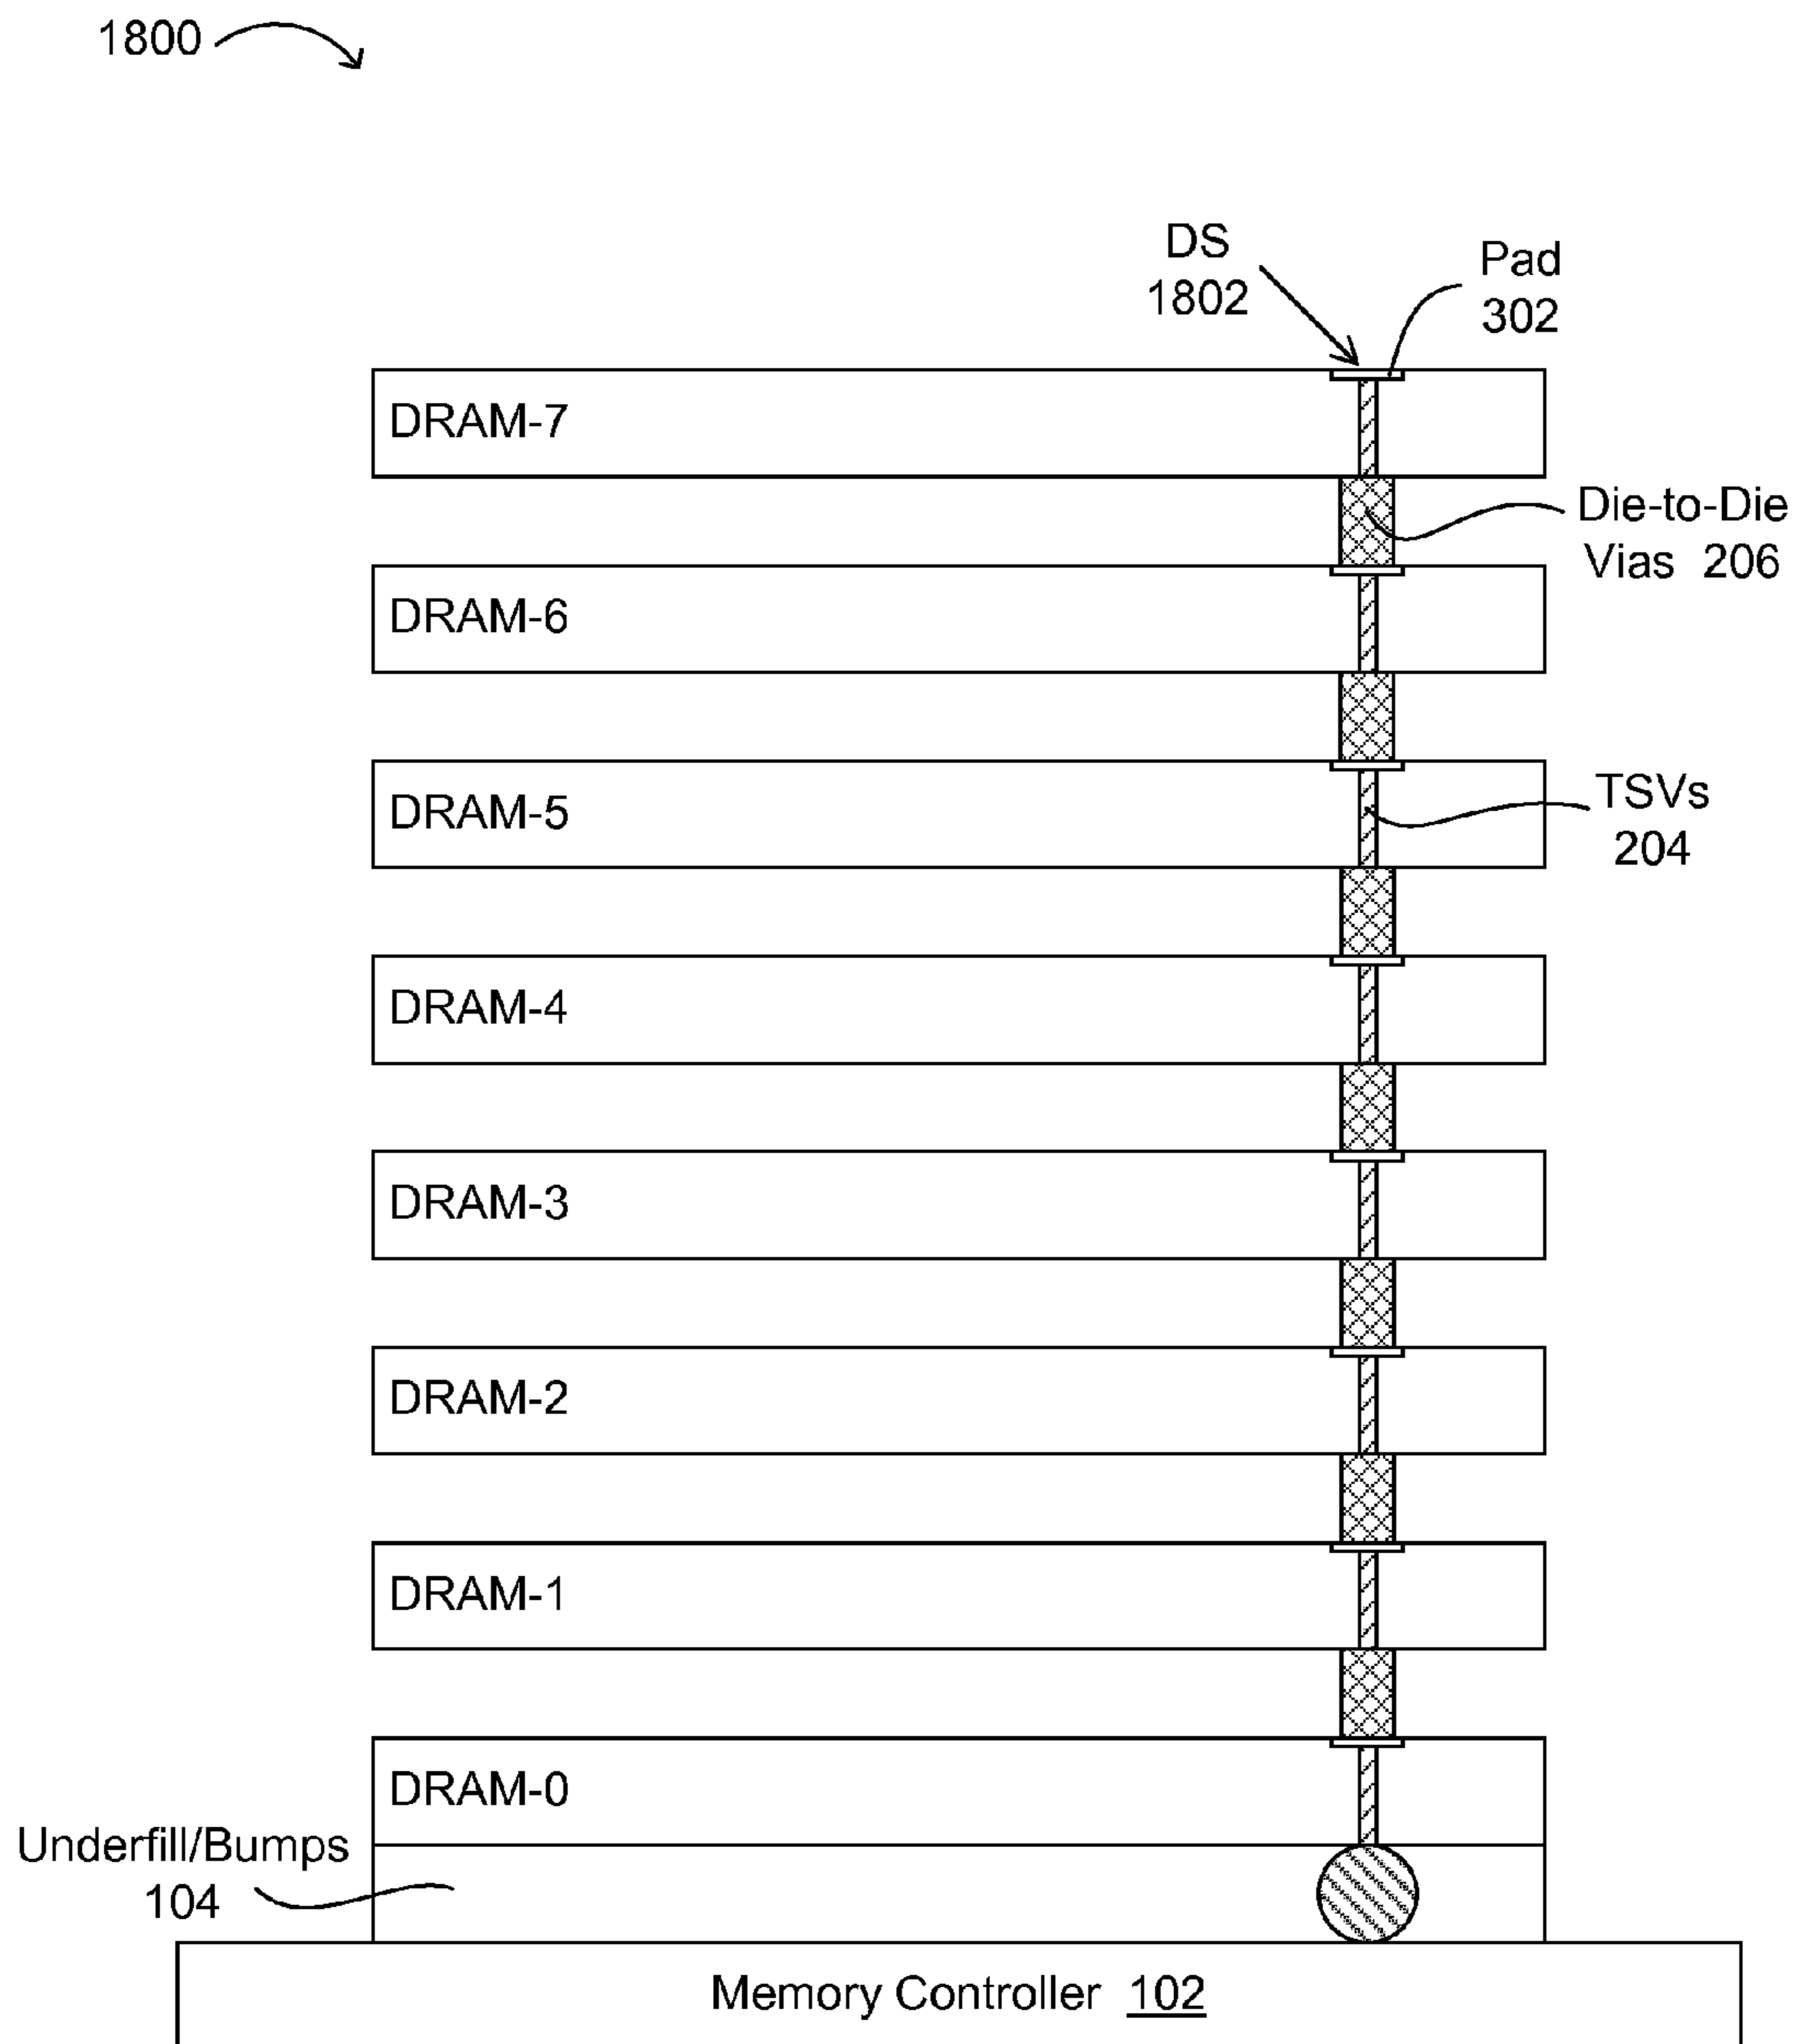 1800
DS
1802
Pad
302
DRAM-7
Die-to-Die
Vias 206
DRAM-6
TSVs
204
DRAM-5
DRAM-4
DRAM-3
DRAM-2
DRAM-1
DRAM-0
Underfill/Bumps
104
Memory Controller 102